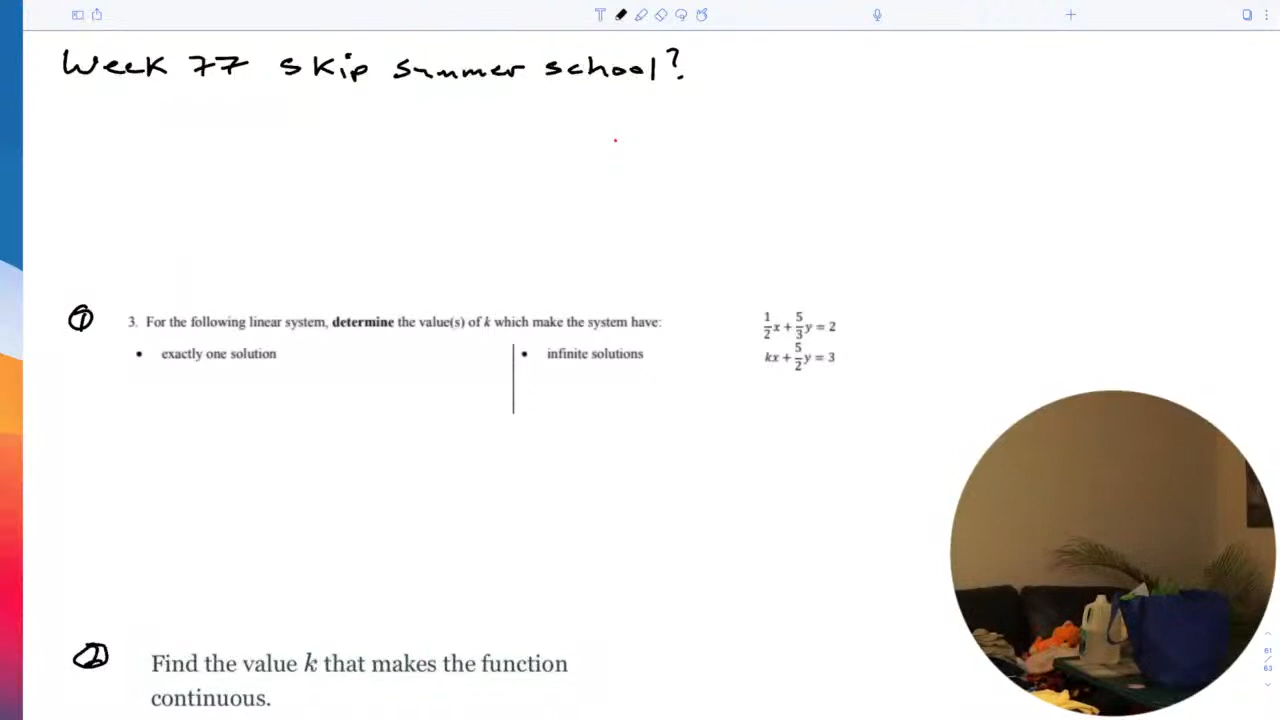 Week 77 skip summer school?
① 3. For the following linear system, determine the value(s) of k which make the system have:
• exactly one solution
• infinite solutions
1/2x + 5/3y = 2
kx + 5/2y = 3
② Find the value k that makes the function
continuous.
61
/
63